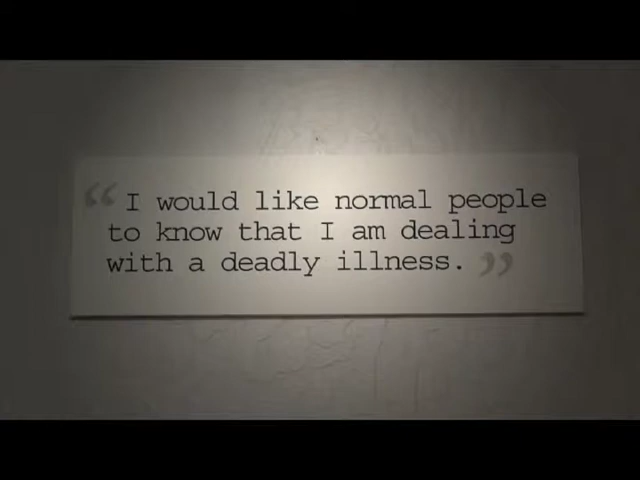 “ I would like normal people
to know that I am dealing
with a deadly illness. ”